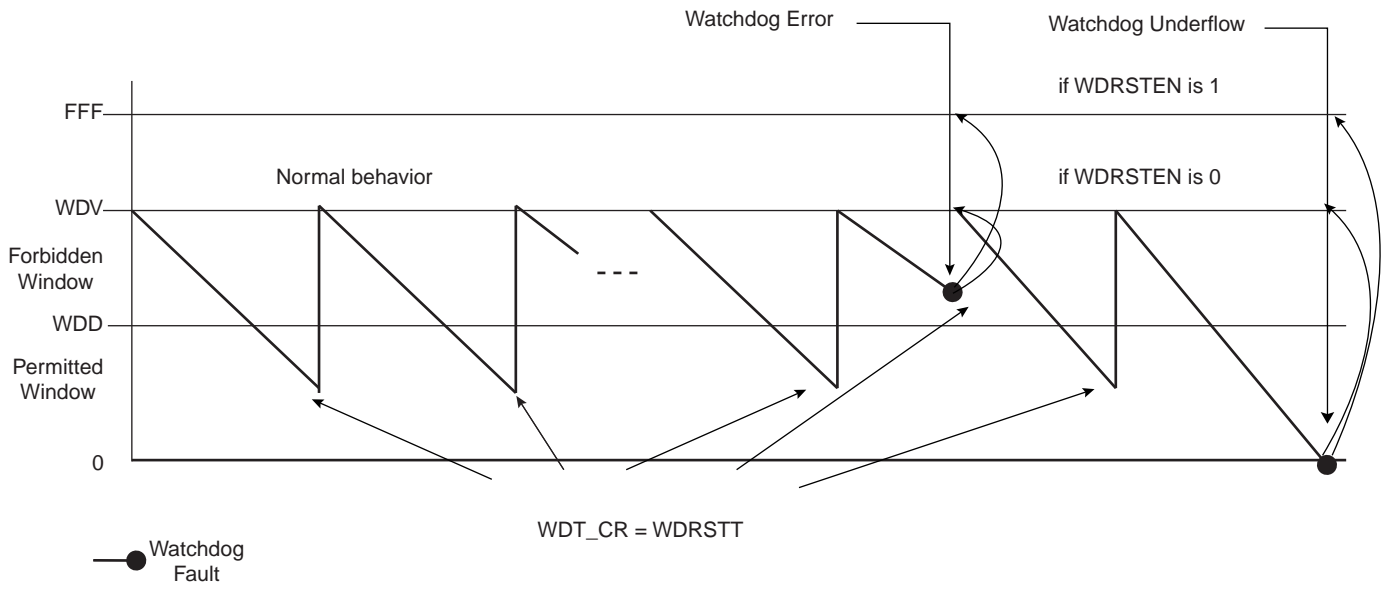 Watchdog Error
Watchdog Underflow
if WDRSTEN is 1
FFF
Normal behavior
if WDRSTEN is 0
WDV
Forbidden
Window
WDD
Permitted
Window
0
WDT_CR = WDRSTT
Watchdog
Fault